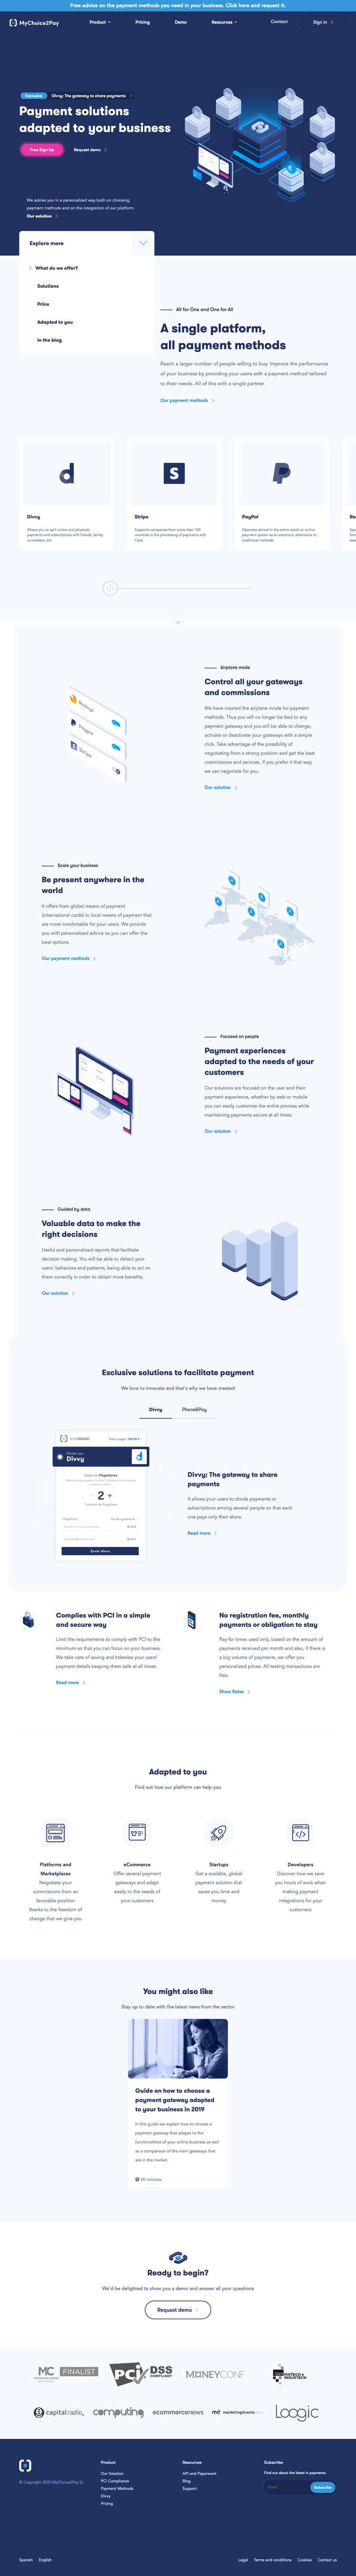 Free advice on the payment methods you need in your business. Click here and request it.
MyChoice2Pay
Product
Pricing
Demo
Resources
Contact
Sign in
Exclusive
Divvy: The gateway to share payments
Payment solutions
adapted to your business
Free Sign Up
Request demo
We advise you in a personalized way both on choosing
payment methods and on the integration of our platform.
Our solution
Explore more
What do we offer?
Solutions
Price
Adapted to you
In the blog
All for One and One for All
A single platform,
all payment methods
Reach a larger number of people willing to buy. Improve the performance
of your business by providing your users with a payment method tailored
to their needs. All of this with a single partner.
Our payment methods
Divvy
Allows you to split online and physical
payments and subscriptions with friends, family,
co-workers, etc.
Stripe
Supports companies from more than 130
countries in the processing of payments with
Card.
PayPal
Operates almost in the entire world on online
payment system as an electronic alternative to
traditional methods.
Airplane mode
Control all your gateways
and commissions
We have created the airplane mode for payment
methods. Thus you will no longer be tied to any
payment gateway and you will be able to change,
activate or deactivate your gateways with a simple
click. Take advantage of the possibility of
negotiating from a strong position and get the best
commissions and services. If you prefer it that way,
we can negotiate for you.
Our solution
Redsys
Paypal
Stripe
Scale your business
Be present anywhere in the
world
It offers from global means of payment
(international cards) to local means of payment that
are more comfortable for your users. We provide
you with personalized advice so you can offer the
best options.
Our payment methods
Focused on people
Payment experiences
adapted to the needs of your
customers
Our solutions are focused on the user and their
payment experience, whether by web or mobile
you can easily customize the entire process while
maintaining payments secure at all times.
Our solution
Guided by data
Valuable data to make the
right decisions
Useful and personalized reports that facilitate
decision making. You will be able to detect your
users' behaviors and patterns, being able to act on
them correctly in order to obtain more benefits.
Our solution
Exclusive solutions to facilitate payment
We love to innovate and that's why we have created
Divvy
Phone&Pay
Divvy
2 +
Divvy: The gateway to share
payments
It allows your users to divide payments or
subscriptions among several people so that each
one pays only their share.
Read more
Complies with PCI in a simple
and secure way
Limit the requirements to comply with PCI to the
minimum so that you can focus on your business.
We take care of saving and tokenize your users'
payment details keeping them safe at all times.
Read more
No registration fee, monthly
payments or obligation to stay
Pay for times used only, based on the amount of
payments received per month and also, if there is
a big volume of payments, we offer you
personalized prices. All testing transactions are
free.
Show Rates
Adapted to you
Find out how our platform can help you
Platforms and
Marketplaces
Negotiate your
commissions from an
favorable position
thanks to the freedom of
change that we give you
eCommerce
Offer several payment
gateways and adapt
easily to the needs of
your customers
Startups
Get a scalable, global
payment solution that
saves you time and
money
Developers
Discover how we save
you hours of work when
making payment
integrations for your
customers
You might also like
Stay up to date with the latest news from the sector
Guide on how to choose a
payment gateway adapted
to your business in 2019
In this guide we explain how to choose a
payment gateway that adapts to the
functionalities of your online business as well
as a comparison of the main gateways that
are in the market.
20 minutes
Ready to begin?
We'd be delighted to show you a demo and answer all your questions
Request demo
MC FINALIST
PCI DSS
COMPLIANT
MONEYCONF
FINTECH &
INSURTECH
capitalradio
computing
ecommercenews
md marketingdirecto
Loogic
© Copyright 2020 MyChoice2Pay SL
Product
Our Solution
PCI Compliance
Payment Methods
Divvy
Pricing
Resources
API and Paperwork
Blog
Support
Subscribe
Find out about the latest in payments.
Email
Subscribe
Spanish
English
Legal
Terms and conditions
Cookies
Contact us